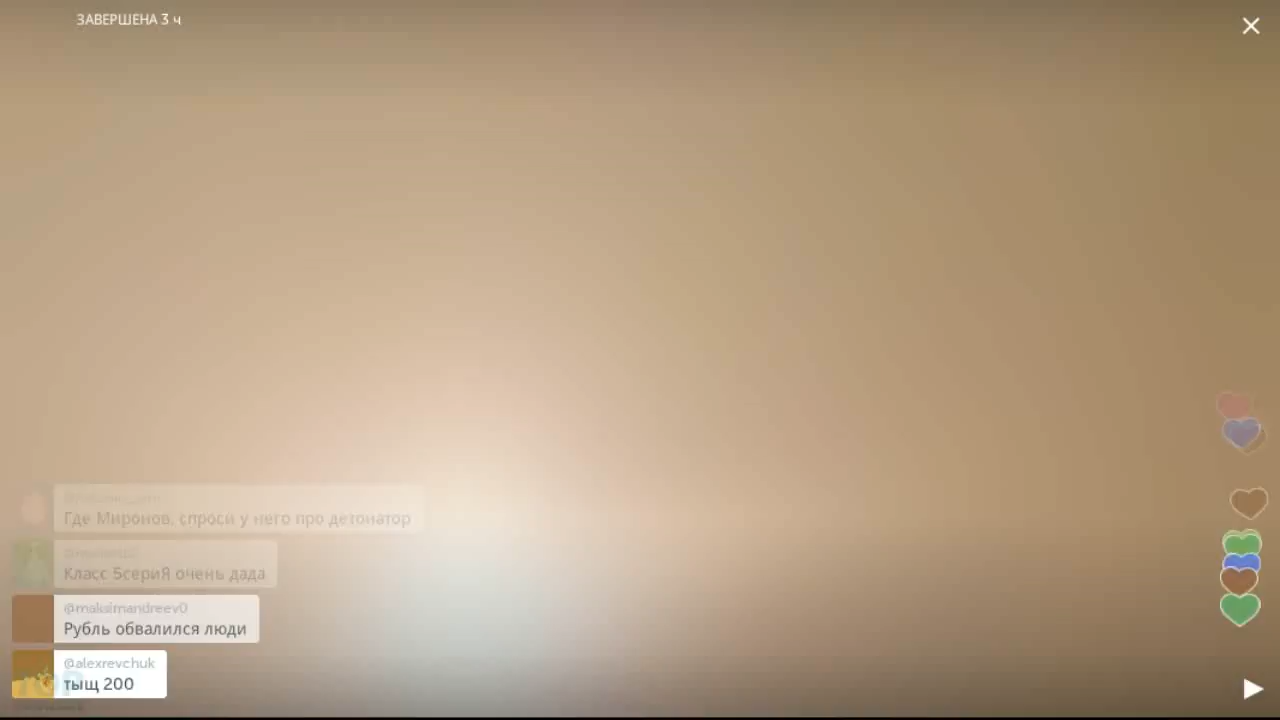 ЗАВЕРШЕНА 3 ч
Где Миронов, спроси у него про детонатор
Класс 5сериЯ очень дада
@maksimandreev0
Рубль обвалился люди
@alexrevchuk
тыщ 200